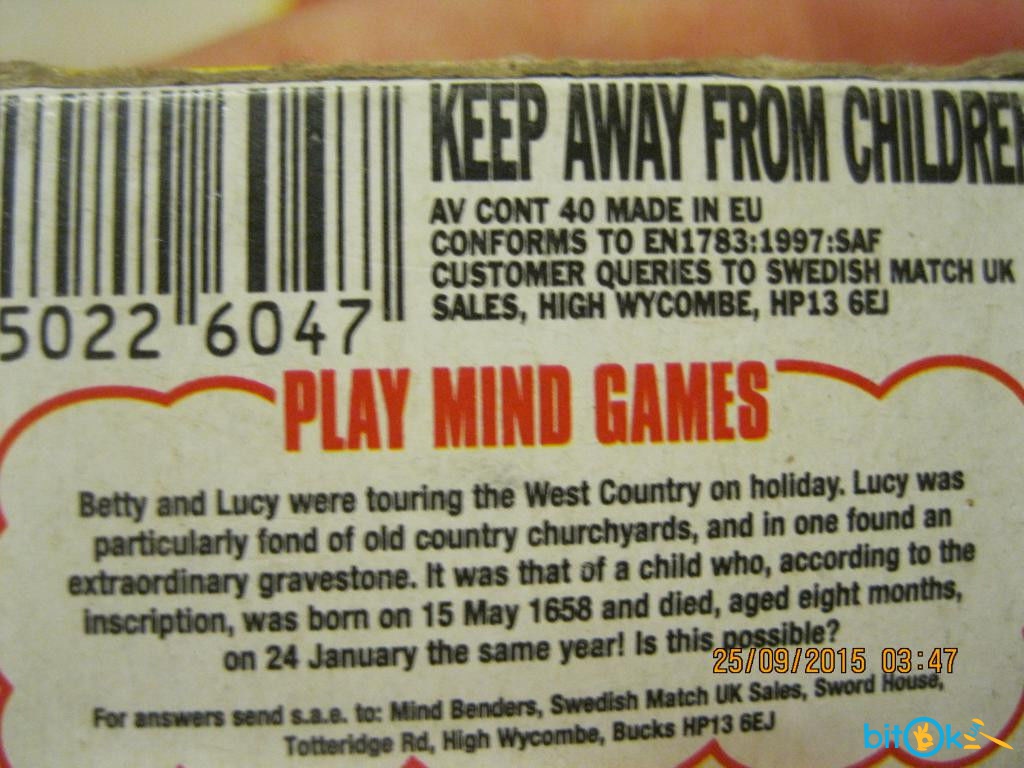 KEEP AWAY FROM CHILDREN
AV CONT 40 MADE IN EU
CONFORMS TO EN1783:1997:SAF
CUSTOMER QUERIES TO SWEDISH MATCH UK
SALES, HIGH WYCOMBE, HP13 6EJ
5022 6047
PLAY MIND GAMES
Betty and Lucy were touring the West Country on holiday. Lucy was
particularly fond of old country churchyards, and in one found an
extraordinary gravestone. It was that of a child who, according to the
inscription, was born on 15 May 1658 and died, aged eight months,
on 24 January the same year! Is this possible?
25/09/2015 03:47
For answers send s.a.e. to: Mind Benders, Swedish Match UK Sales, Sword House,
Totteridge Rd, High Wycombe, Bucks HP13 6EJ
bitOk